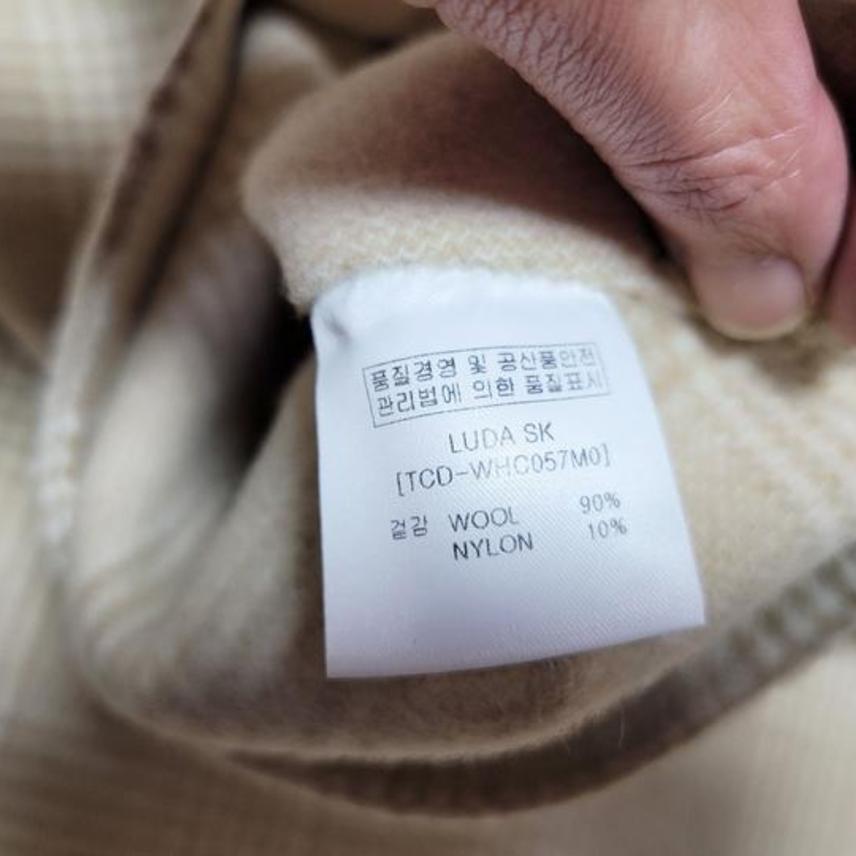 품질경영 및 공산품안전
관리법에 의한 품질표시
LUDA SK
[TCD-WHC057M0]
겉감 WOOL 90%
NYLON 10%